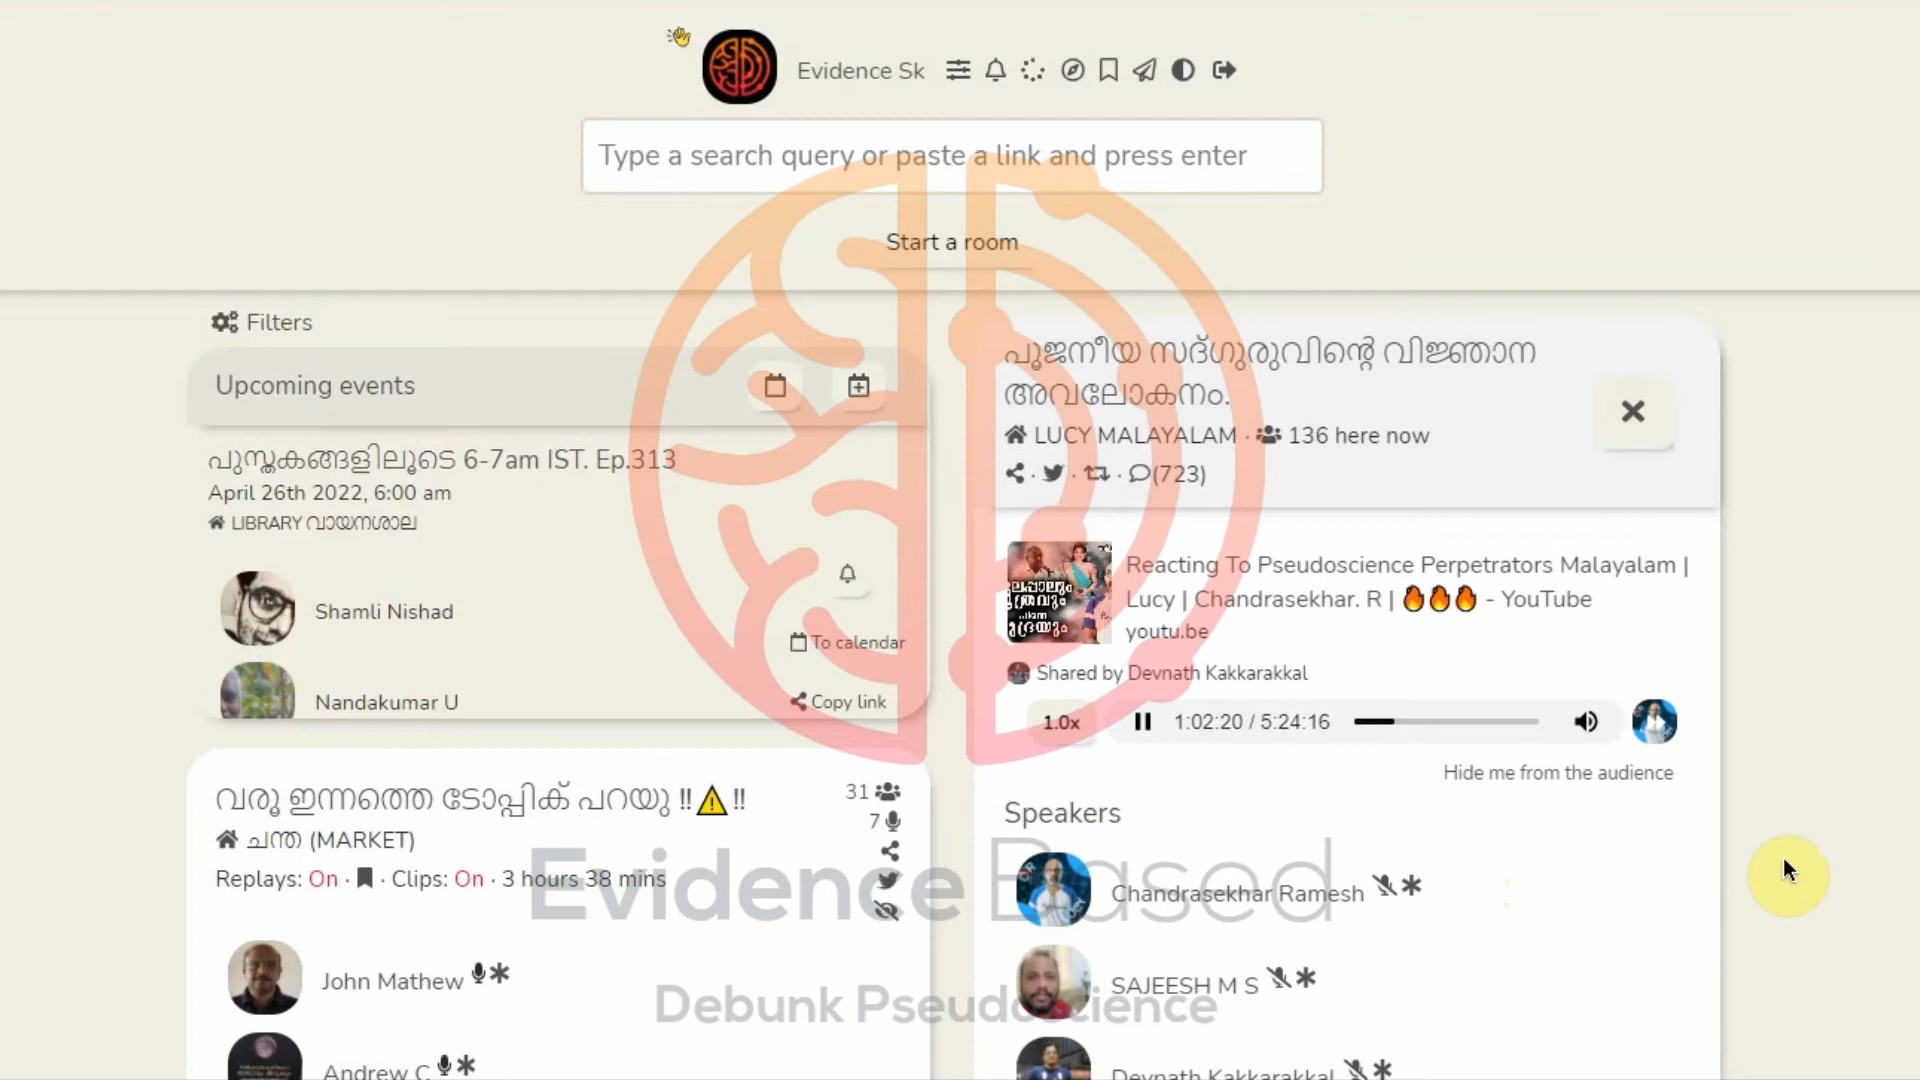 Evidence Sk
Type a search query or paste a link and press enter
Start a room
Filters
Upcoming events
പുസ്തകങ്ങളിലൂടെ 6-7am IST. Ep.313
April 26th 2022, 6:00 am
LIBRARY വായനശാല
Shamli Nishad
To calendar
Nandakumar U
Copy link
വരൂ ഇന്നത്തെ ടോപ്പിക് പറയു ‼️⚠️‼️
31
ചന്ത (MARKET)
7
Replays: On · Clips: On · 3 hours 38 mins
John Mathew
Andrew C
പൂജനീയ സദ്ഗുരുവിന്റെ വിജ്ഞാന
അവലോകനം.
LUCY MALAYALAM · 136 here now
(723)
Reacting To Pseudoscience Perpetrators Malayalam |
Lucy | Chandrasekhar. R | 🔥🔥🔥 - YouTube
youtu.be
Shared by Devnath Kakkarakkal
1.0x 1:02:20 / 5:24:16
Hide me from the audience
Speakers
Chandrasekhar Ramesh
SAJEESH M S
Devnath Kakkarakkal
Evidence Based
Debunk Pseudoscience